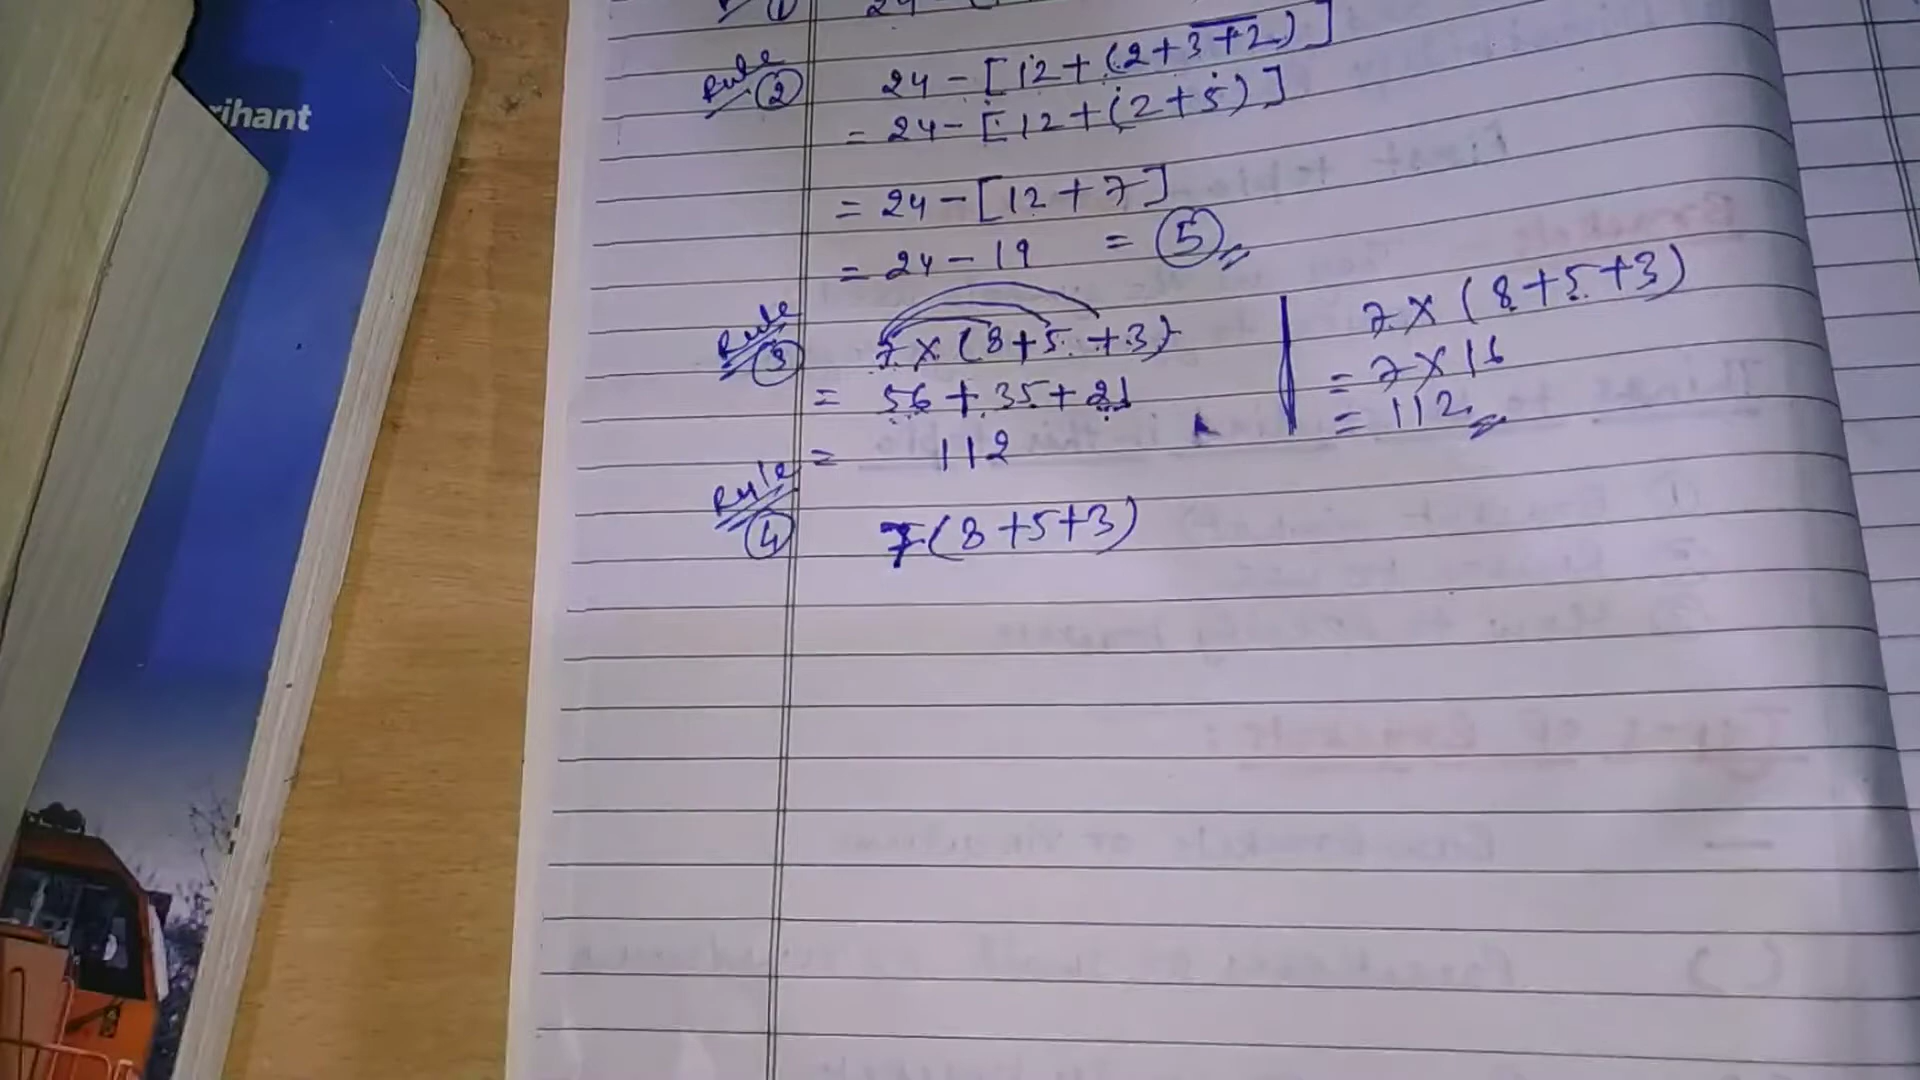 rihant
Rule ① 24-
Rule ② 24 - [12 + (2 + 3̅+̅2̅)]
= 24 - [12 + (2 + 5)]
= 24 - [12 + 7]
= 24 - 19 = 5
Rule ③ 7 × (8 + 5 + 3)
= 56 + 35 + 21
= 112
7 × (8 + 5 + 3)
= 7 × 16
= 112
Rule ④ 7(8 + 5 + 3)